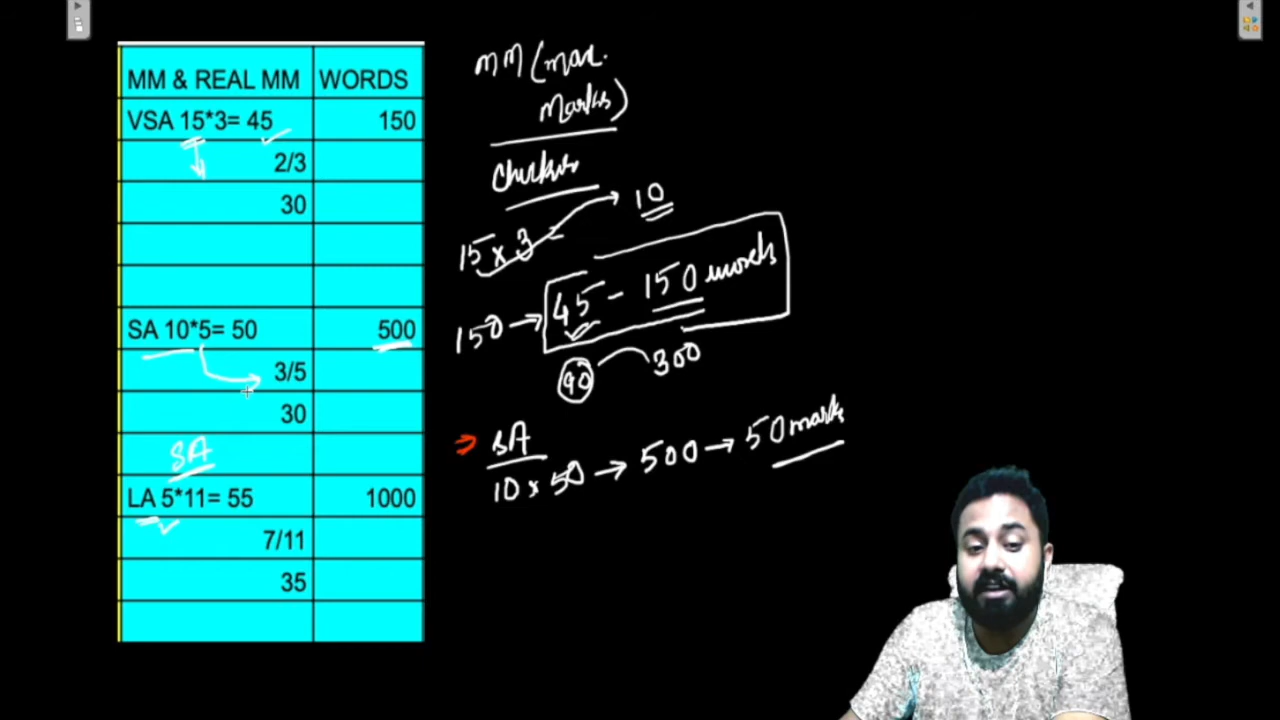 MM & REAL MM WORDS
VSA 15*3= 45 150
2/3
30
SA 10*5= 50 500
3/5
30
SA
LA 5*11= 55 1000
7/11
35
MM (max.
Marks)
15 x 3 10
150 → 45 - 150 words
90 300
SA
10 x 50 → 500 → 50 marks